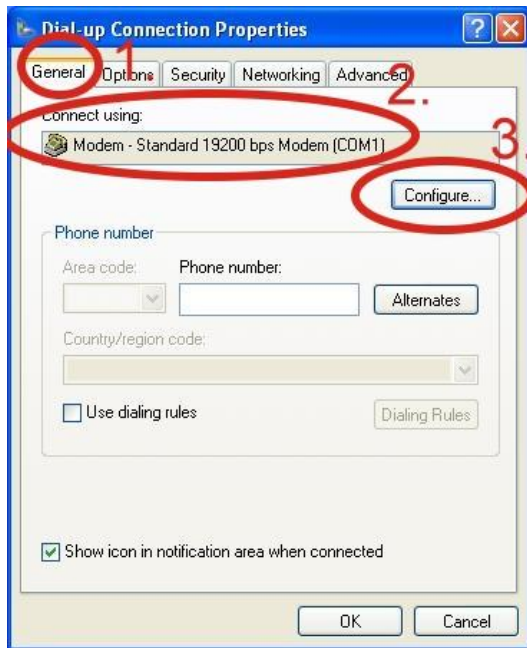 Dial-up Connection Properties
1
General Options Security Networking Advanced
2.
Connect using:
Modem - Standard 19200 bps Modem (COM1)
3.
Configure...
Phone number
Area code: Phone number:
Alternates
Country/region code:
Use dialing rules
Dialing Rules
Show icon in notification area when connected
OK Cancel